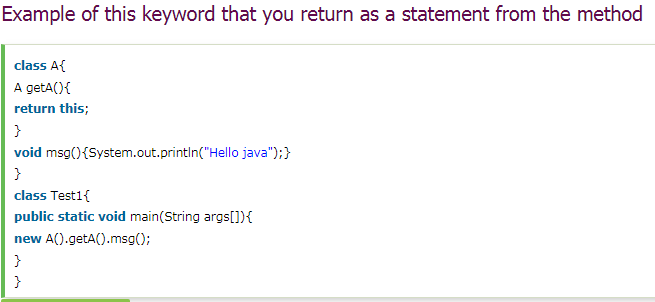 Example of this keyword that you return as a statement from the method
class A{
A getA(){
return this;
}
void msg(){System.out.println("Hello java");}
}
class Test1{
public static void main(String args[]){
new A().getA().msg();
}
}